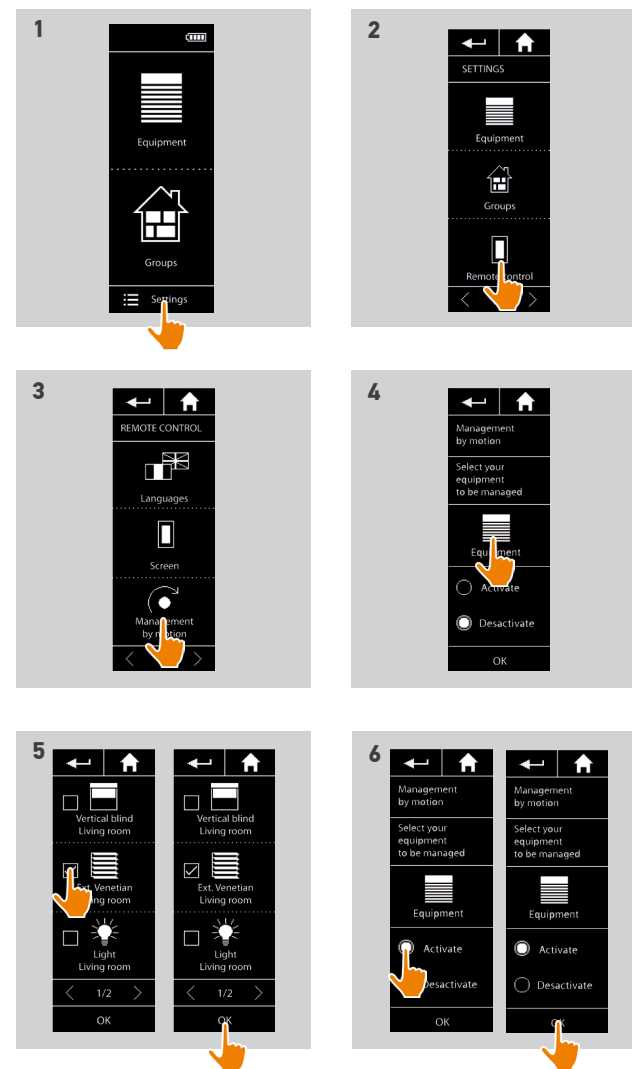 1
Equipment
Groups
Settings
2
SETTINGS
Equipment
Groups
Remote control
3
REMOTE CONTROL
Languages
Screen
Management
by motion
4
Management
by motion
Select your
equipment
to be managed
Equipment
Activate
Desactivate
OK
5
Vertical blind
Living room
Ext. Venetian
Living room
Light
Living room
1/2
OK
Vertical blind
Living room
Ext. Venetian
Living room
Light
Living room
1/2
OK
6
Management
by motion
Select your
equipment
to be managed
Equipment
Activate
Desactivate
OK
Management
by motion
Select your
equipment
to be managed
Equipment
Activate
Desactivate
OK